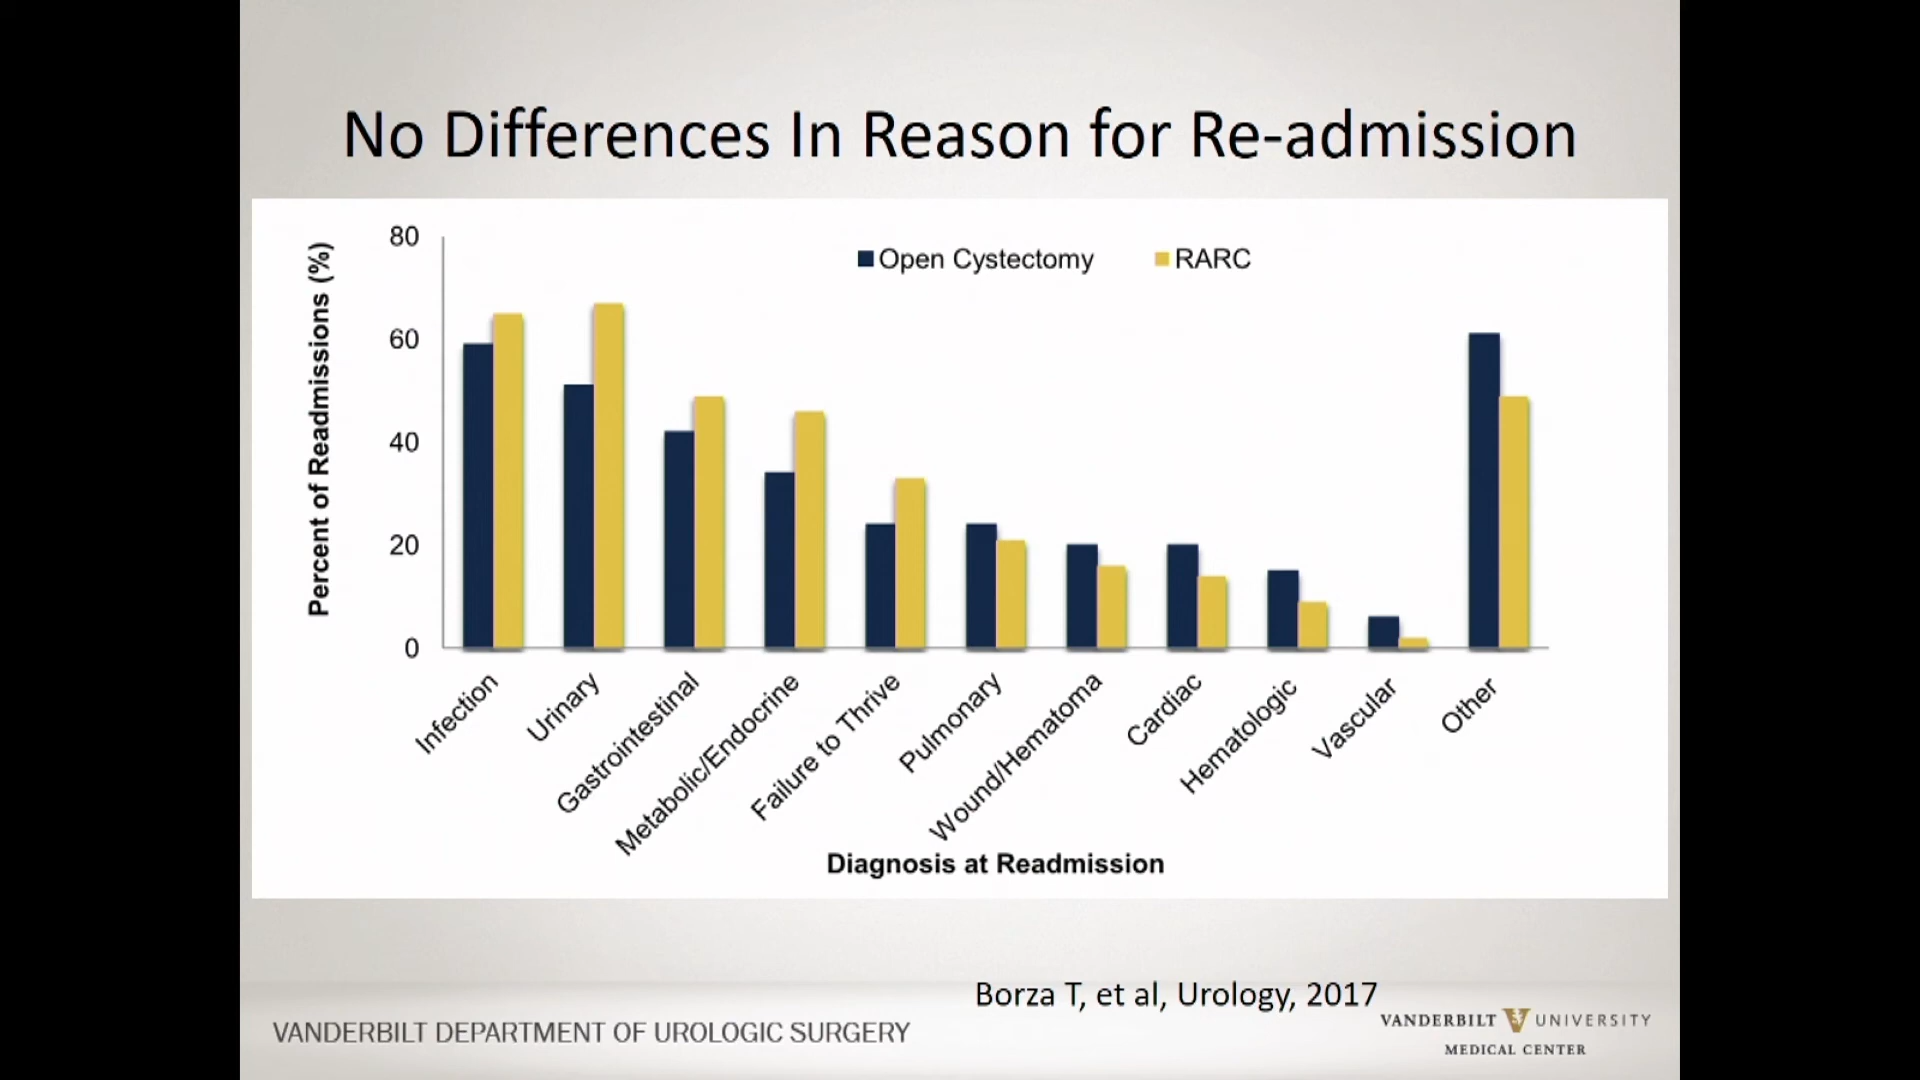 No Differences In Reason for Re-admission
Percent of Readmissions (%)
80
60
40
20
0
Open Cystectomy
RARC
Infection
Urinary
Gastrointestinal
Metabolic/Endocrine
Failure to Thrive
Pulmonary
Wound/Hematoma
Cardiac
Hematologic
Vascular
Other
Diagnosis at Readmission
Borza T, et al, Urology, 2017
VANDERBILT DEPARTMENT OF UROLOGIC SURGERY
VANDERBILT V UNIVERSITY
MEDICAL CENTER